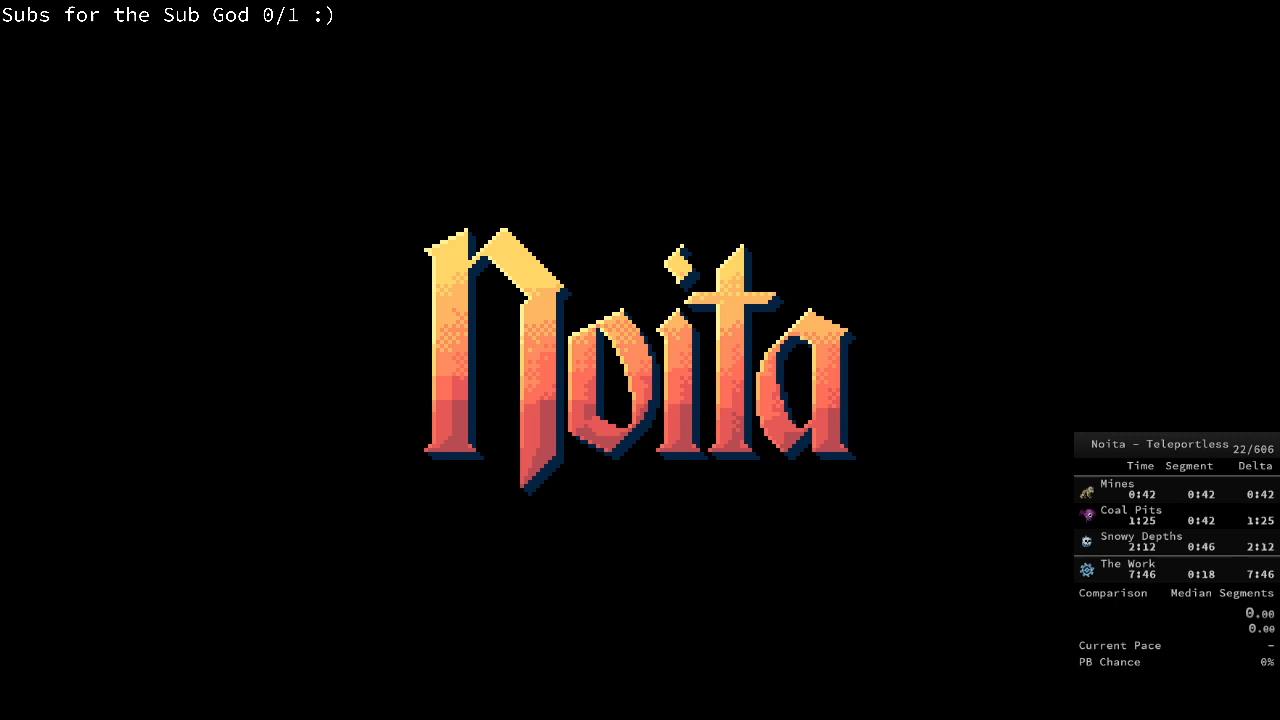 Subs for the Sub God 0/1 :)
Noita
Noita - Teleportless 22/606
Time Segment Delta
Mines
0:42 0:42 0:42
Coal Pits
1:25 0:42 1:25
Snowy Depths
2:12 0:46 2:12
The Work
7:46 0:18 7:46
Comparison Median Segments
0.00
0.00
Current Pace -
PB Chance 0%